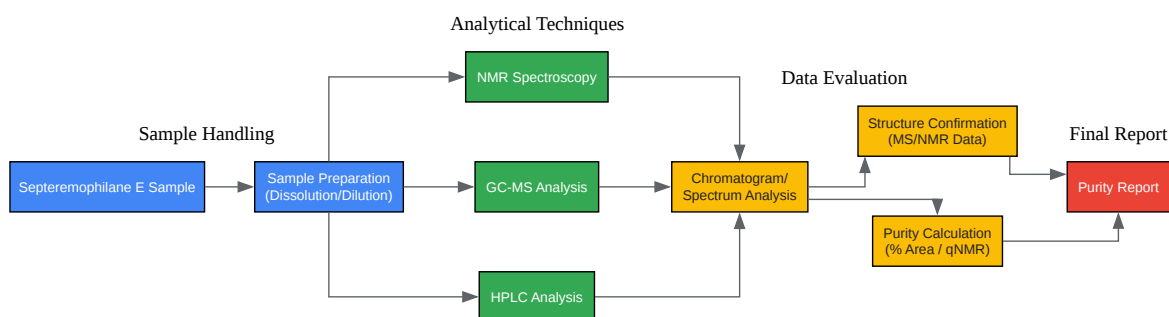 Analytical Techniques
NMR Spectroscopy
Data Evaluation
Sample Handling
Structure Confirmation
(MS/NMR Data)
Final Report
Septeremophilane E Sample
Sample Preparation
(Dissolution/Dilution)
GC-MS Analysis
Chromatogram/
Spectrum Analysis
Purity Report
Purity Calculation
(% Area / qNMR)
HPLC Analysis